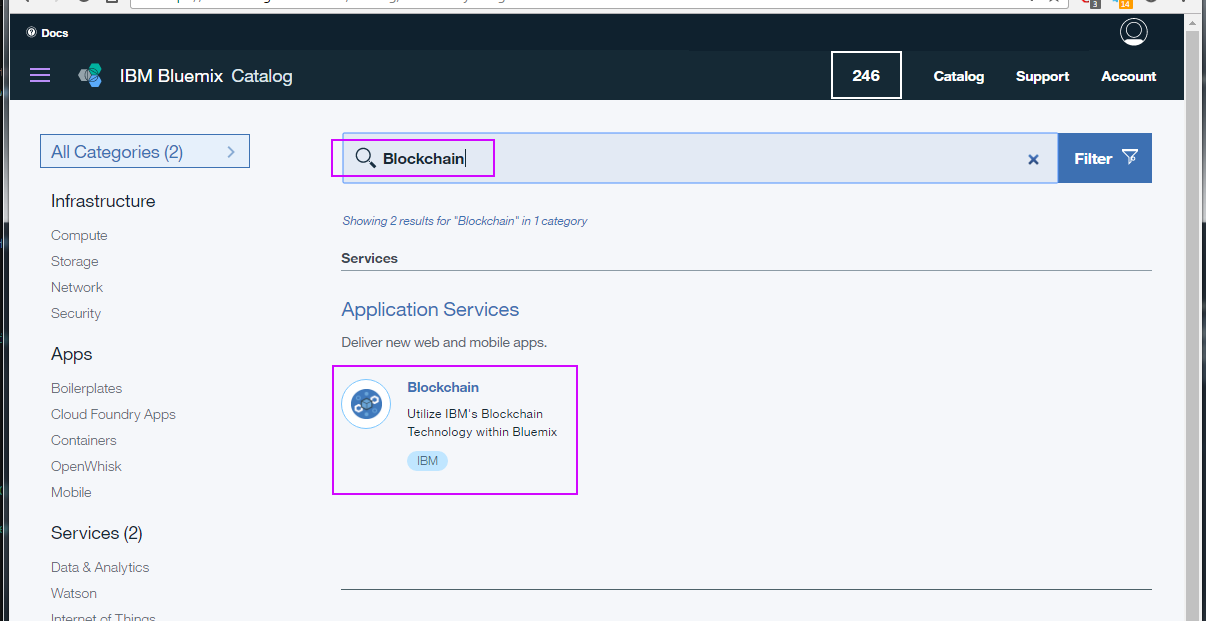 3
14
Docs
IBM Bluemix Catalog
246
Catalog
Support
Account
All Categories (2)
Infrastructure
Compute
Storage
Network
Security
Apps
Boilerplates
Cloud Foundry Apps
Containers
OpenWhisk
Mobile
Services (2)
Data & Analytics
Watson
Internet of Things
Blockchain
Filter
Showing 2 results for "Blockchain" in 1 category
Services
Application Services
Deliver new web and mobile apps.
Blockchain
Utilize IBM's Blockchain
Technology within Bluemix
IBM